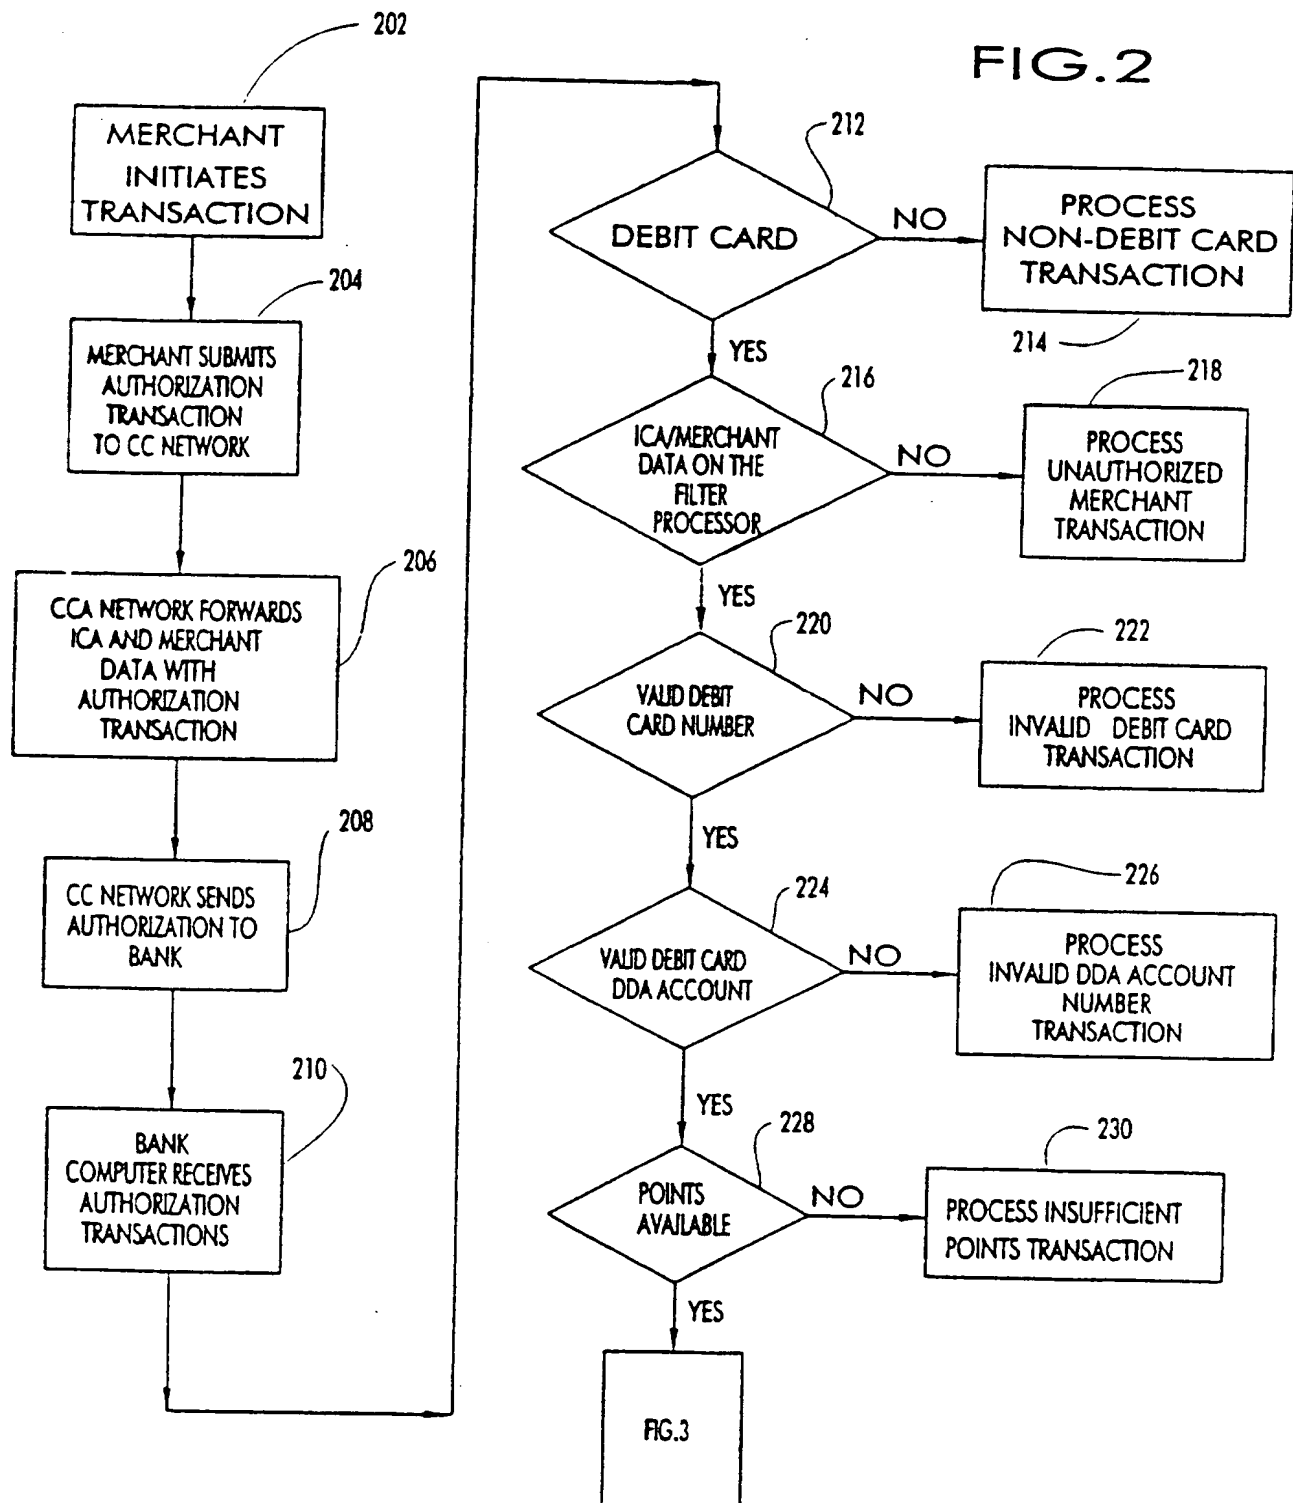 FIG.2
202
MERCHANT
INITIATES
TRANSACTION
204
MERCHANT SUBMITS
AUTHORIZATION
TRANSACTION
TO CC NETWORK
206
CCA NETWORK FORWARDS
ICA AND MERCHANT
DATA WITH
AUTHORIZATION
TRANSACTION
208
CC NETWORK SENDS
AUTHORIZATION TO
BANK
210
BANK
COMPUTER RECEIVES
AUTHORIZATION
TRANSACTIONS
212
DEBIT CARD
NO
PROCESS
NON-DEBIT CARD
TRANSACTION
214
YES
216
ICA/MERCHANT
DATA ON THE
FILTER
PROCESSOR
NO
218
PROCESS
UNAUTHORIZED
MERCHANT
TRANSACTION
YES
220
VALID DEBIT
CARD NUMBER
NO
222
PROCESS
INVALID DEBIT CARD
TRANSACTION
YES
224
VALID DEBIT CARD
DDA ACCOUNT
NO
226
PROCESS
INVALID DDA ACCOUNT
NUMBER
TRANSACTION
YES
228
POINTS
AVAILABLE
NO
230
PROCESS INSUFFICIENT
POINTS TRANSACTION
YES
FIG.3